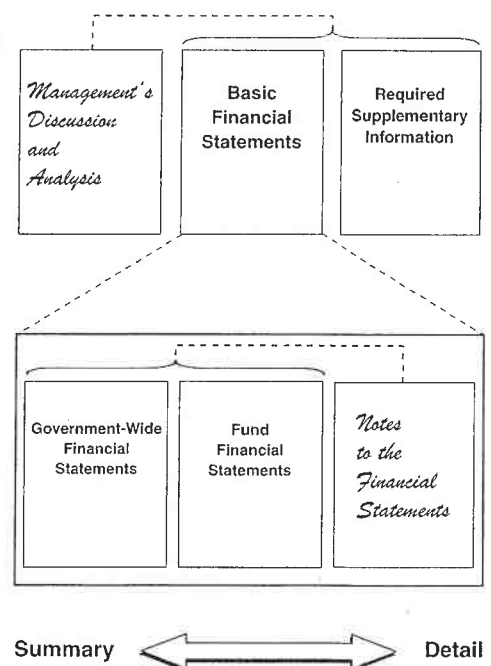 Management's
Discussion
and
Analysis
Basic
Financial
Statements
Required
Supplementary
Information
Government-Wide
Financial
Statements
Fund
Financial
Statements
Notes
to the
Financial
Statements
Summary
Detail